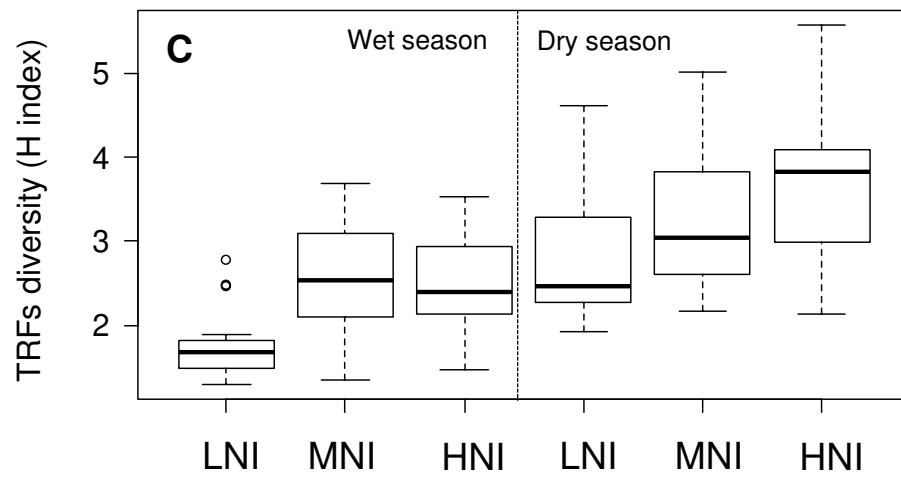 C
Wet season
Dry season
TRFs diversity (H index)
5
4
3
2
LNI MNI HNI LNI MNI HNI